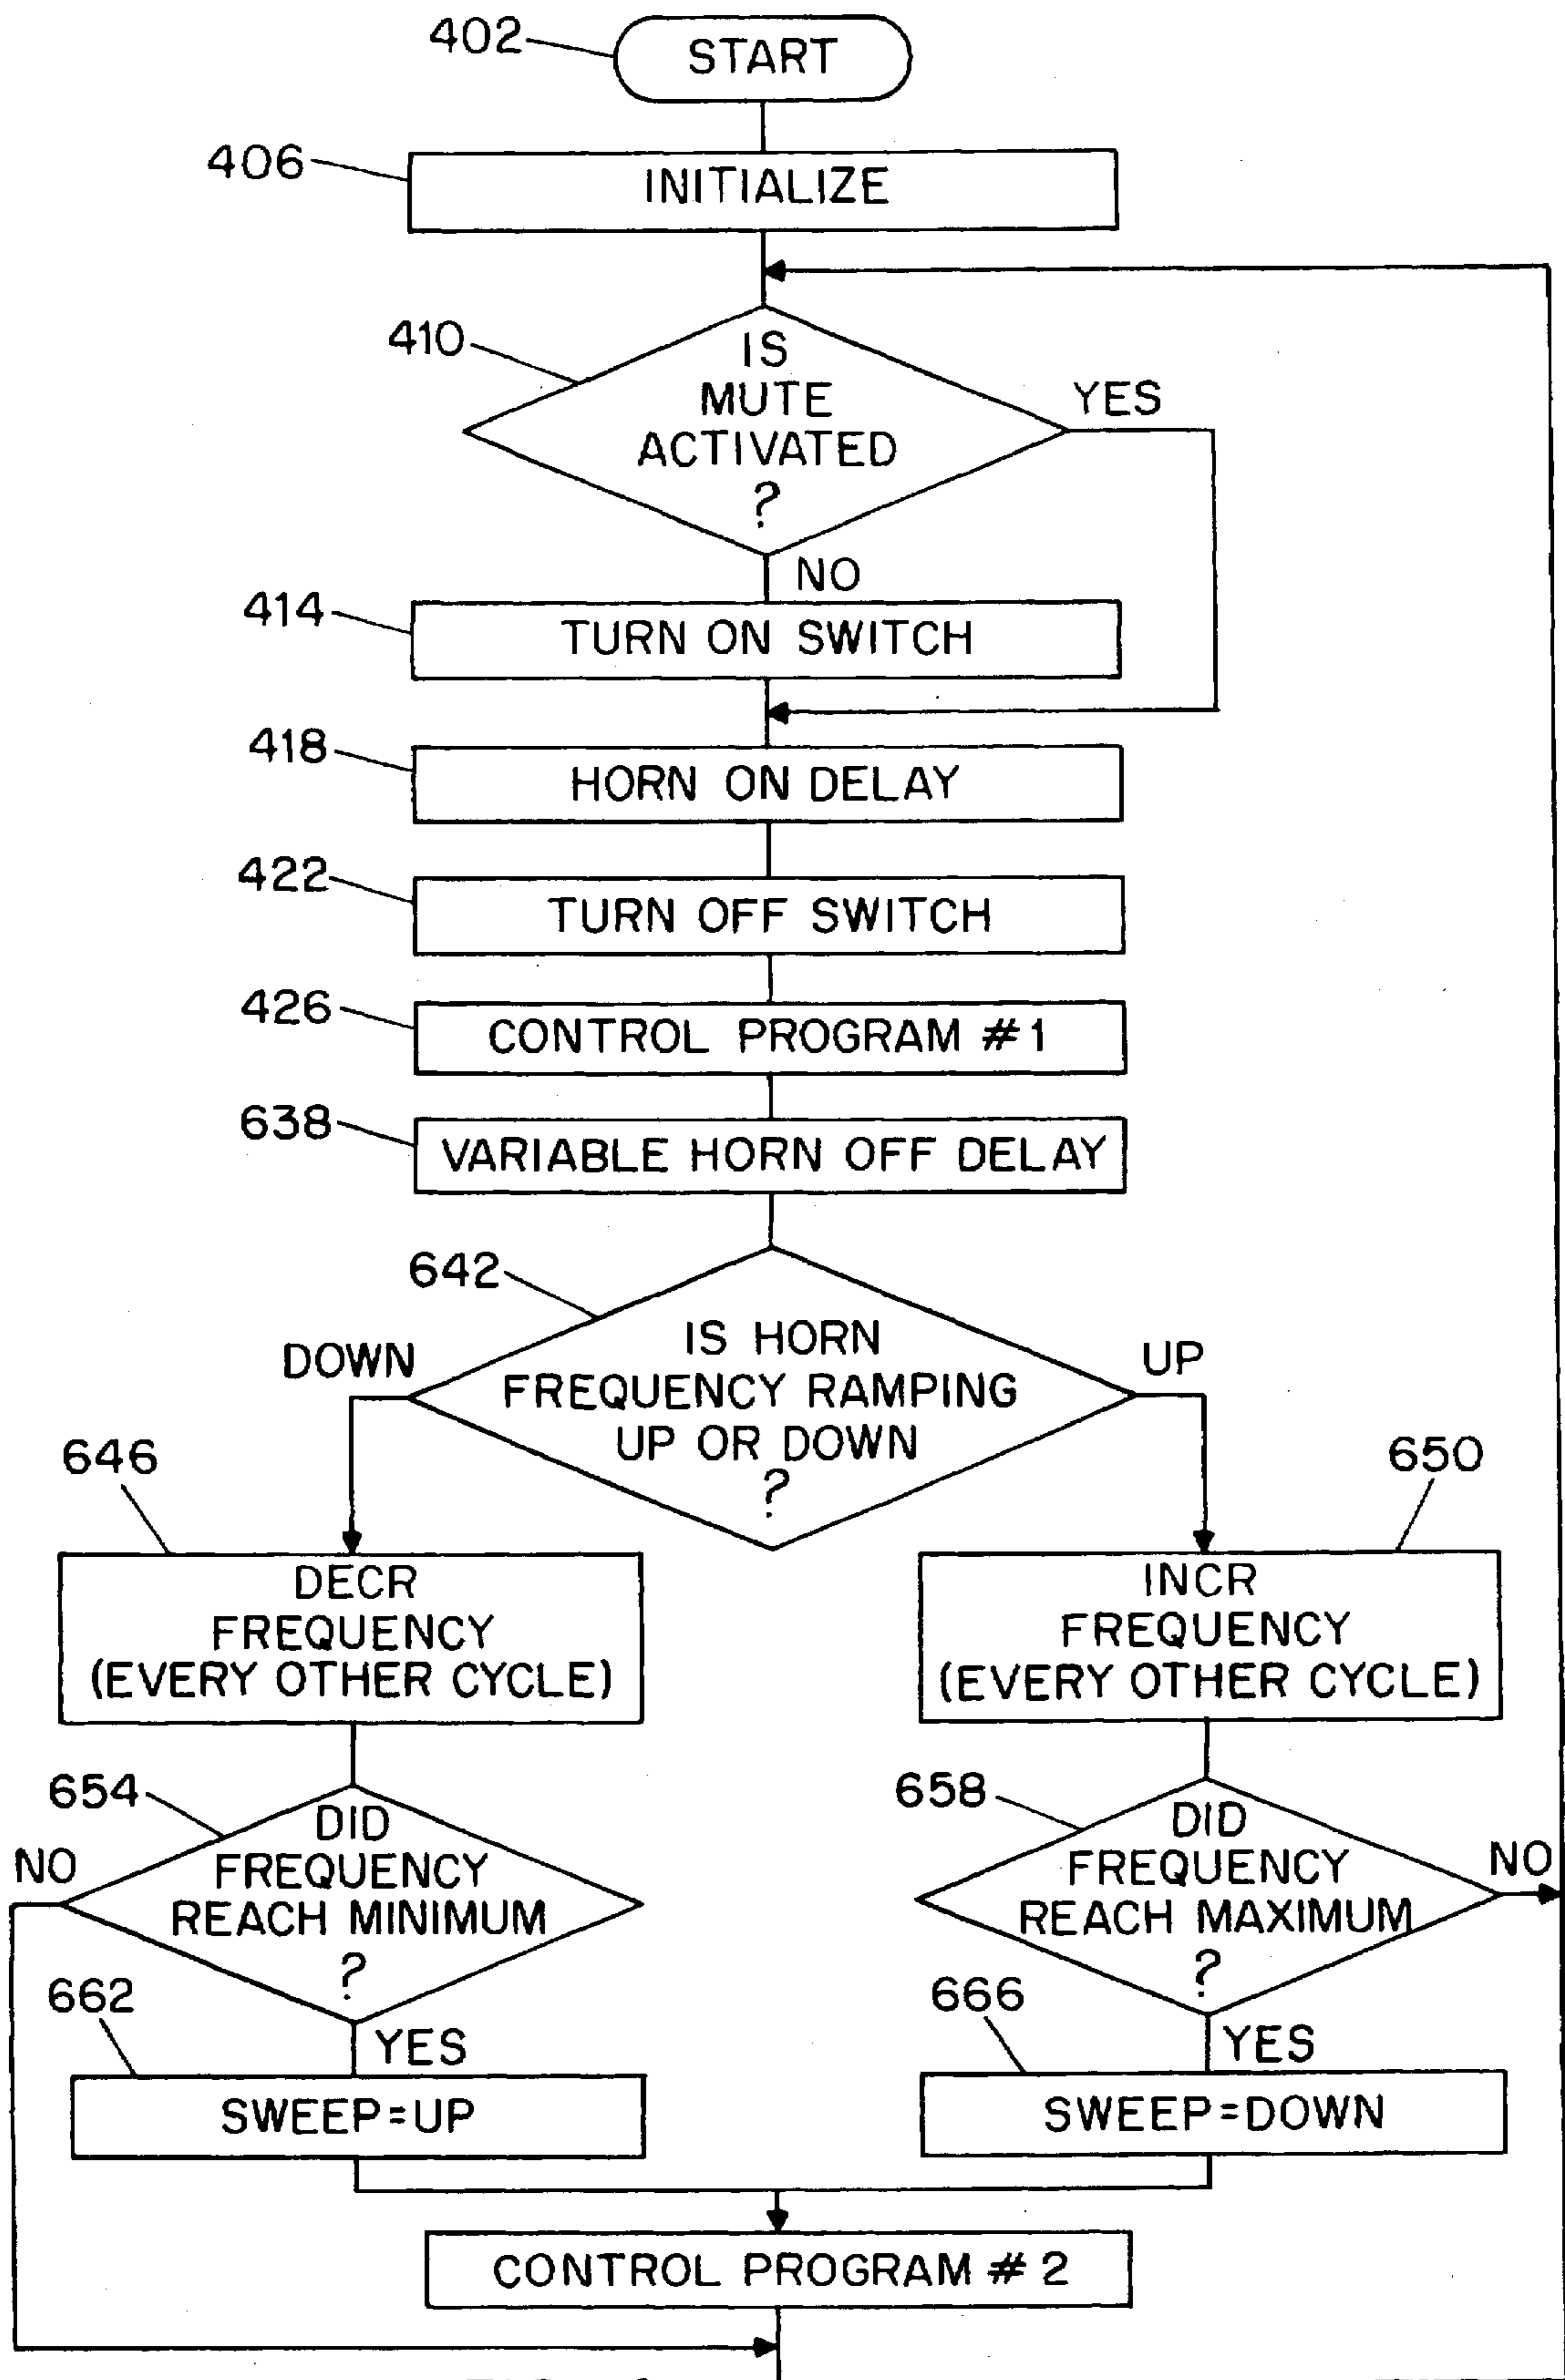 402
START
406
INITIALIZE
410
IS
MUTE
ACTIVATED
?
YES
NO
414
TURN ON SWITCH
418
HORN ON DELAY
422
TURN OFF SWITCH
426
CONTROL PROGRAM #1
638
VARIABLE HORN OFF DELAY
642
IS HORN
FREQUENCY RAMPING
UP OR DOWN
?
DOWN
UP
646
DECR
FREQUENCY
(EVERY OTHER CYCLE)
650
INCR
FREQUENCY
(EVERY OTHER CYCLE)
654
DID
FREQUENCY
REACH MINIMUM
?
NO
YES
658
DID
FREQUENCY
REACH MAXIMUM
?
NO
YES
662
SWEEP=UP
666
SWEEP=DOWN
CONTROL PROGRAM #2